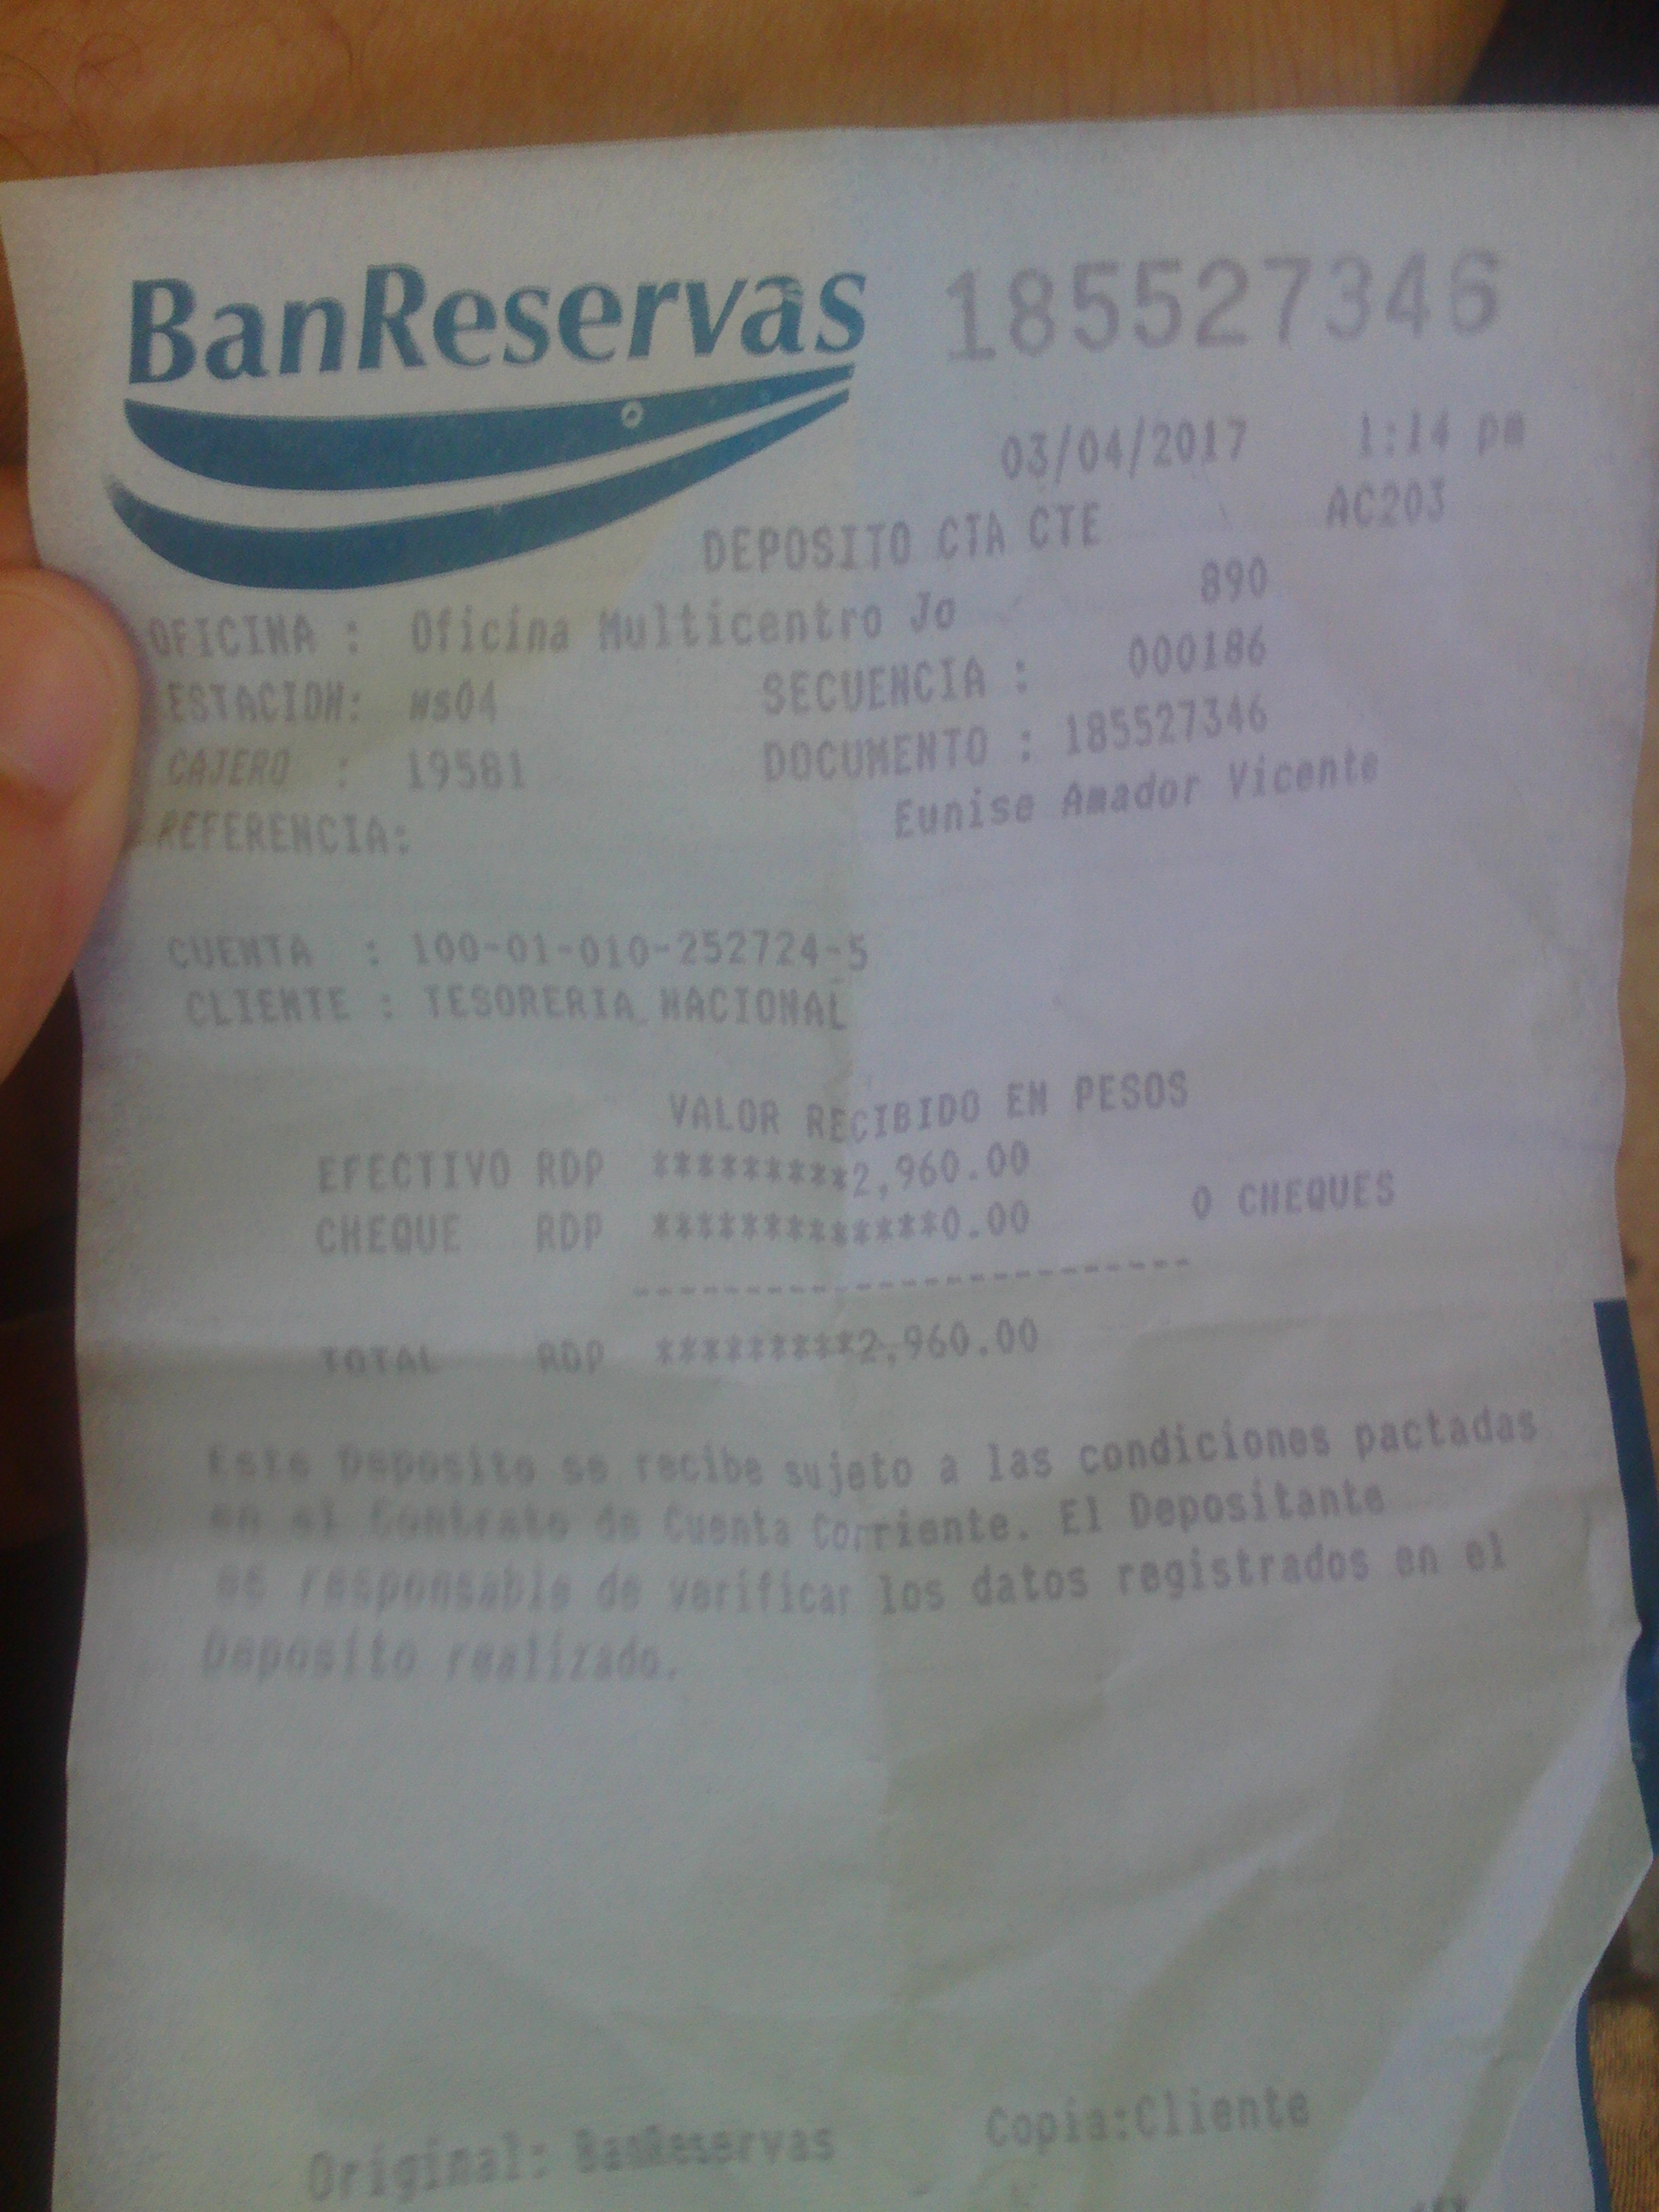 BanReservas 185527346
03/04/2017 1:14 pm
DEPOSITO CTA CTE AC203
OFICINA : Oficina Multicentro Jo 890
ESTACION: ws04 SECUENCIA : 000186
CAJERO : 19581 DOCUMENTO : 185527346
REFERENCIA: Eunise Amador Vicente
CUENTA : 100-01-010-252724-5
CLIENTE : TESORERIA NACIONAL
VALOR RECIBIDO EN PESOS
EFECTIVO RDP *********2,960.00
CHEQUE RDP *************0.00 0 CHEQUES
------------------------
TOTAL RDP *********2,960.00
Este Deposito se recibe sujeto a las condiciones pactadas
en el Contrato de Cuenta Corriente. El Depositante
es responsable de verificar los datos registrados en el
Deposito realizado.
Original: BanReservas Copia:Cliente